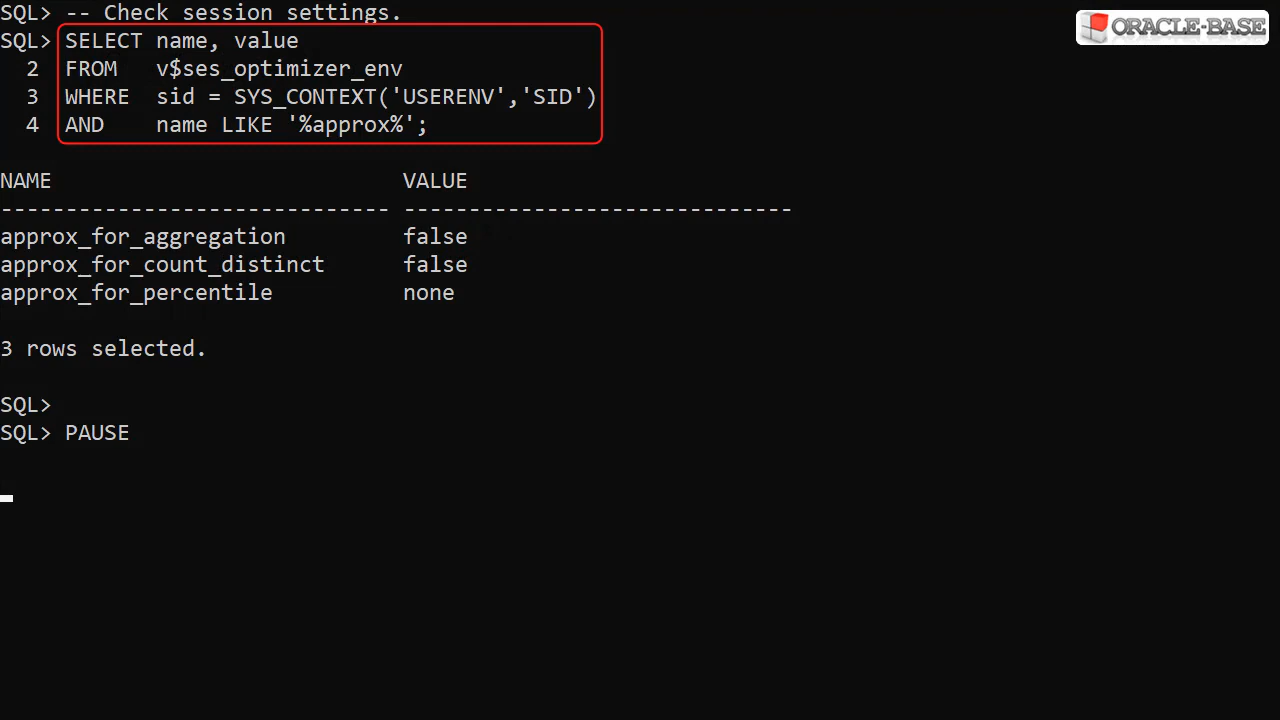 SQL> -- Check session settings.
ORACLE-BASE
SQL> SELECT name, value
  2  FROM   v$ses_optimizer_env
  3  WHERE  sid = SYS_CONTEXT('USERENV','SID')
  4  AND    name LIKE '%approx%';
NAME                           VALUE
------------------------------ ------------------------------
approx_for_aggregation         false
approx_for_count_distinct      false
approx_for_percentile          none
3 rows selected.
SQL>
SQL> PAUSE